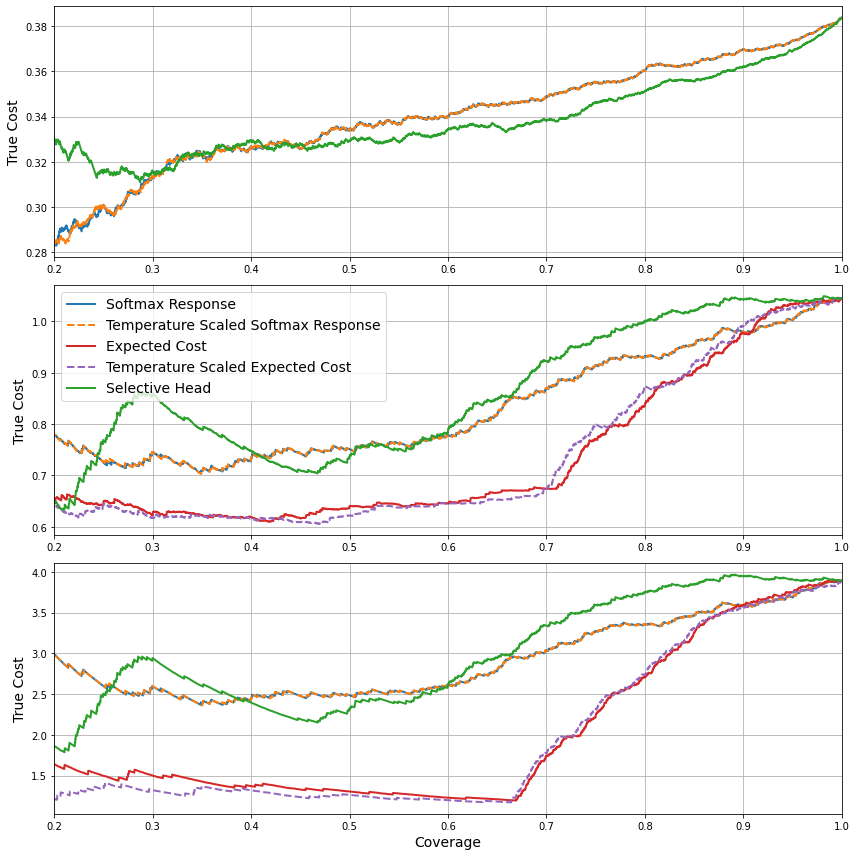 True Cost
0.38
0.36
0.34
0.32
0.30
0.28
0.2 0.3 0.4 0.5 0.6 0.7 0.8 0.9 1.0
True Cost
1.0
0.9
0.8
0.7
0.6
Softmax Response
Temperature Scaled Softmax Response
Expected Cost
Temperature Scaled Expected Cost
Selective Head
0.2 0.3 0.4 0.5 0.6 0.7 0.8 0.9 1.0
True Cost
4.0
3.5
3.0
2.5
2.0
1.5
0.2 0.3 0.4 0.5 0.6 0.7 0.8 0.9 1.0
Coverage